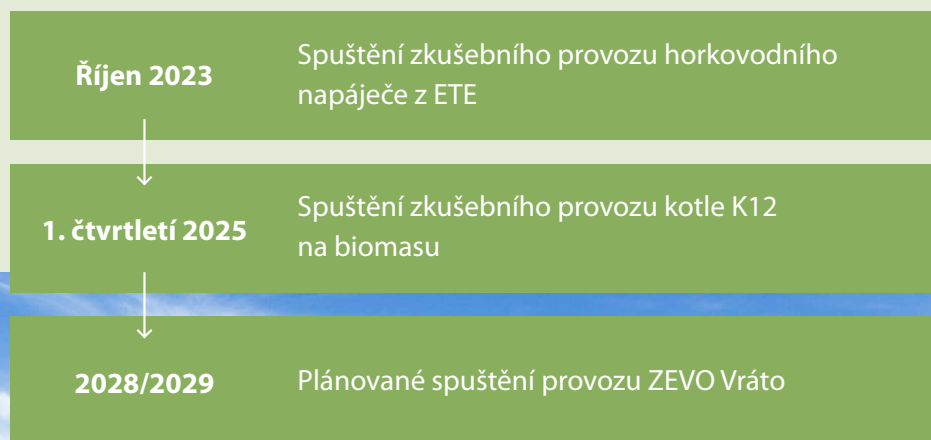 Říjen 2023
Spuštění zkušebního provozu horkovodního
napáječe z ETE
1. čtvrtletí 2025
Spuštění zkušebního provozu kotle K12
na biomasu
2028/2029
Plánované spuštění provozu ZEVO Vráto